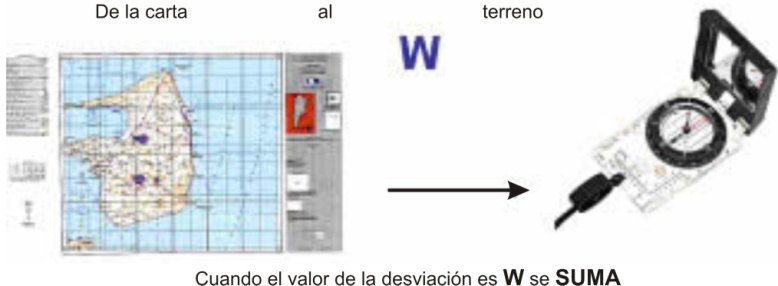 De la carta al terreno
W
Cuando el valor de la desviación es W se SUMA